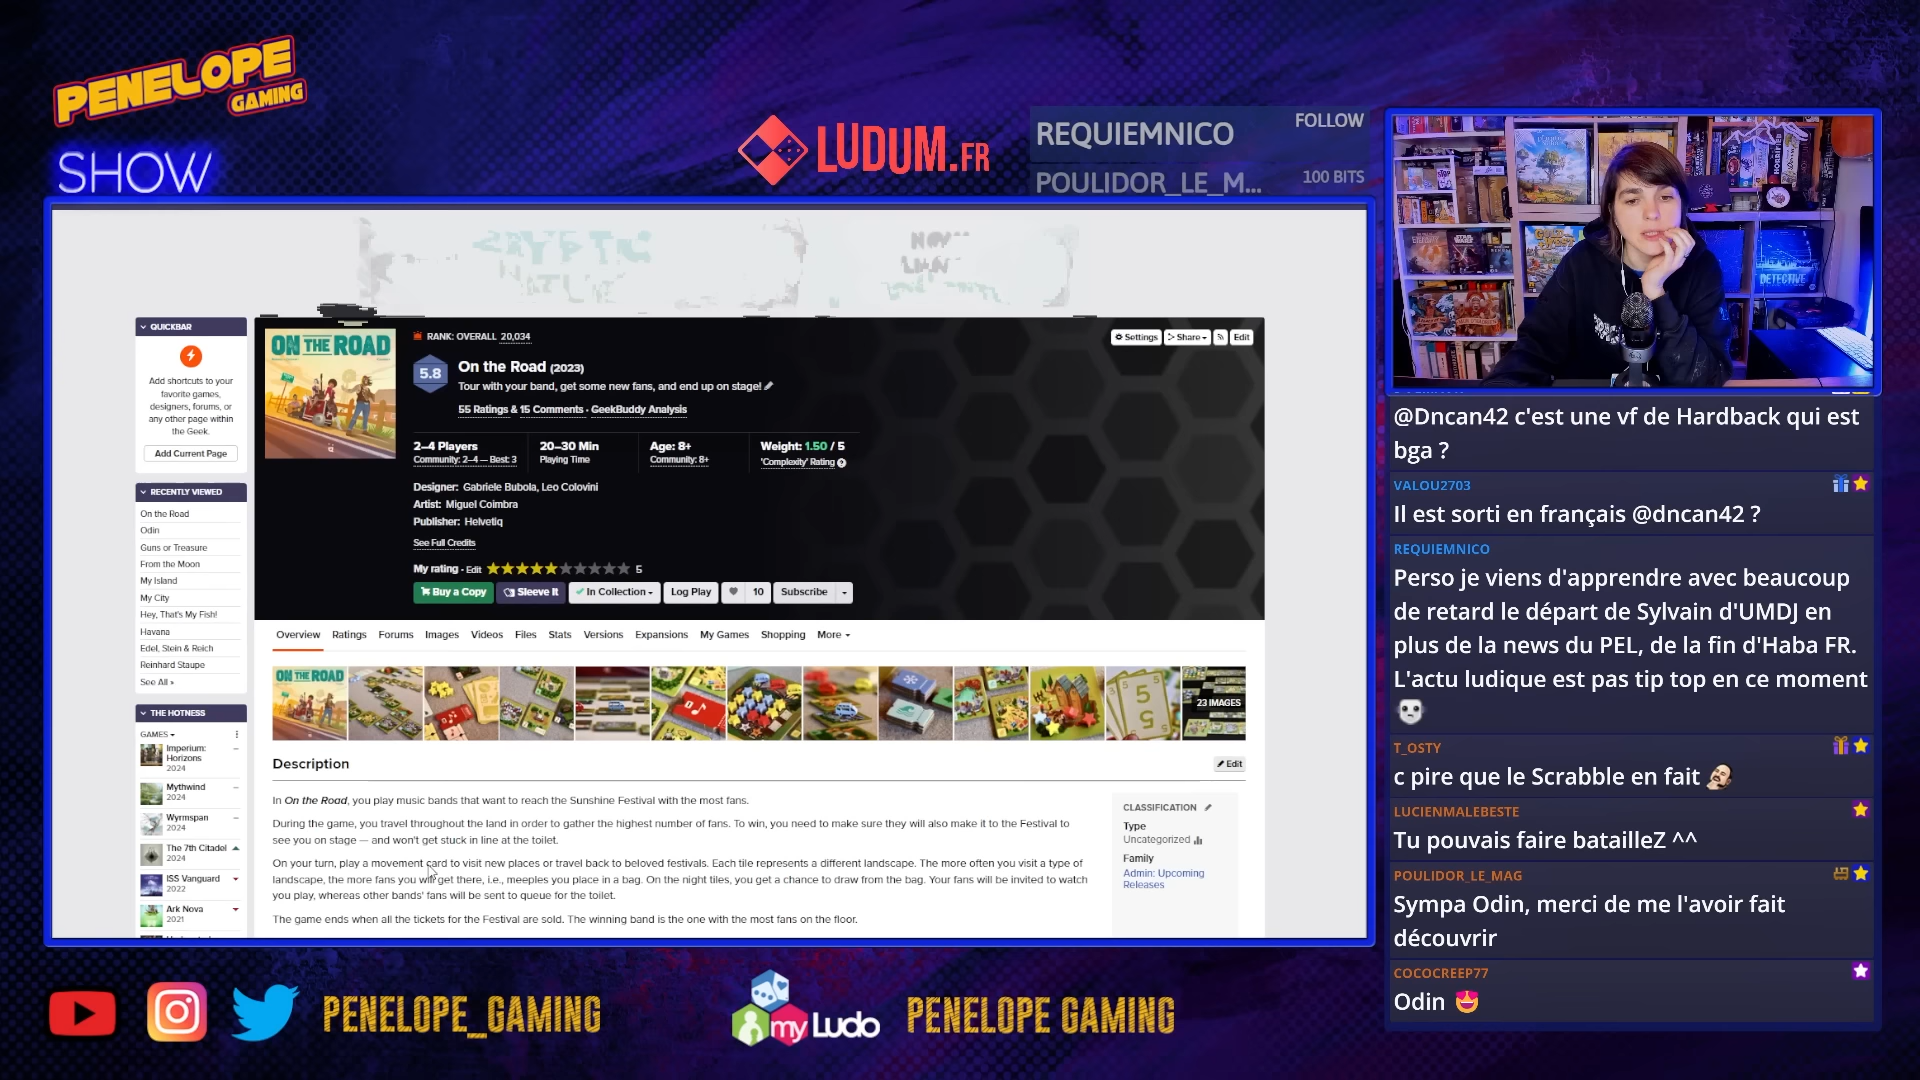 PENELOPE
GAMING
SHOW
LUDUM.FR
REQUIEMNICO
FOLLOW
POULIDOR_LE_M...
100 BITS
QUICKBAR
Add shortcuts to your
favorite games,
designers, forums, or
any other page within
the Geek.
Add Current Page
RECENTLY VIEWED
On the Road
Odin
Guns or Treasure
From the Moon
My Island
My City
Hey, That's My Fish!
Havana
Edel, Stein & Reich
Reinhard Staupe
See All »
THE HOTNESS
GAMES
Imperium:
Horizons
2024
Mythwind
2024
Wyrmspan
2024
The 7th Citadel
2024
ISS Vanguard
2022
Ark Nova
2021
ON THE ROAD
RANK: OVERALL 20,034
Settings
Share
Edit
5.8
On the Road (2023)
Tour with your band, get some new fans, and end up on stage!
55 Ratings & 15 Comments · GeekBuddy Analysis
2–4 Players
Community: 2–4 — Best: 3
20–30 Min
Playing Time
Age: 8+
Community: 8+
Weight: 1.50 / 5
'Complexity' Rating
Designer: Gabriele Bubola, Leo Colovini
Artist: Miguel Coimbra
Publisher: Helvetiq
See Full Credits
My rating · Edit
5
Buy a Copy
Sleeve It
In Collection
Log Play
10
Subscribe
Overview
Ratings
Forums
Images
Videos
Files
Stats
Versions
Expansions
My Games
Shopping
More
ON THE ROAD
5
5
23 IMAGES
Description
Edit
In On the Road, you play music bands that want to reach the Sunshine Festival with the most fans.
During the game, you travel throughout the land in order to gather the highest number of fans. To win, you need to make sure they will also make it to the Festival to
see you on stage — and won't get stuck in line at the toilet.
On your turn, play a movement card to visit new places or travel back to beloved festivals. Each tile represents a different landscape. The more often you visit a type of
landscape, the more fans you will get there, i.e., meeples you place in a bag. On the night tiles, you get a chance to draw from the bag. Your fans will be invited to watch
you play, whereas other bands' fans will be sent to queue for the toilet.
The game ends when all the tickets for the Festival are sold. The winning band is the one with the most fans on the floor.
CLASSIFICATION
Type
Uncategorized
Family
Admin: Upcoming
Releases
DETECTIVE
@Dncan42 c'est une vf de Hardback qui est
bga ?
VALOU2703
Il est sorti en français @dncan42 ?
REQUIEMNICO
Perso je viens d'apprendre avec beaucoup
de retard le départ de Sylvain d'UMDJ en
plus de la news du PEL, de la fin d'Haba FR.
L'actu ludique est pas tip top en ce moment
T_OSTY
c pire que le Scrabble en fait
LUCIENMALEBESTE
Tu pouvais faire batailleZ ^^
POULIDOR_LE_MAG
Sympa Odin, merci de me l'avoir fait
découvrir
COCOCREEP77
Odin
PENELOPE_GAMING
my Ludo
PENELOPE GAMING